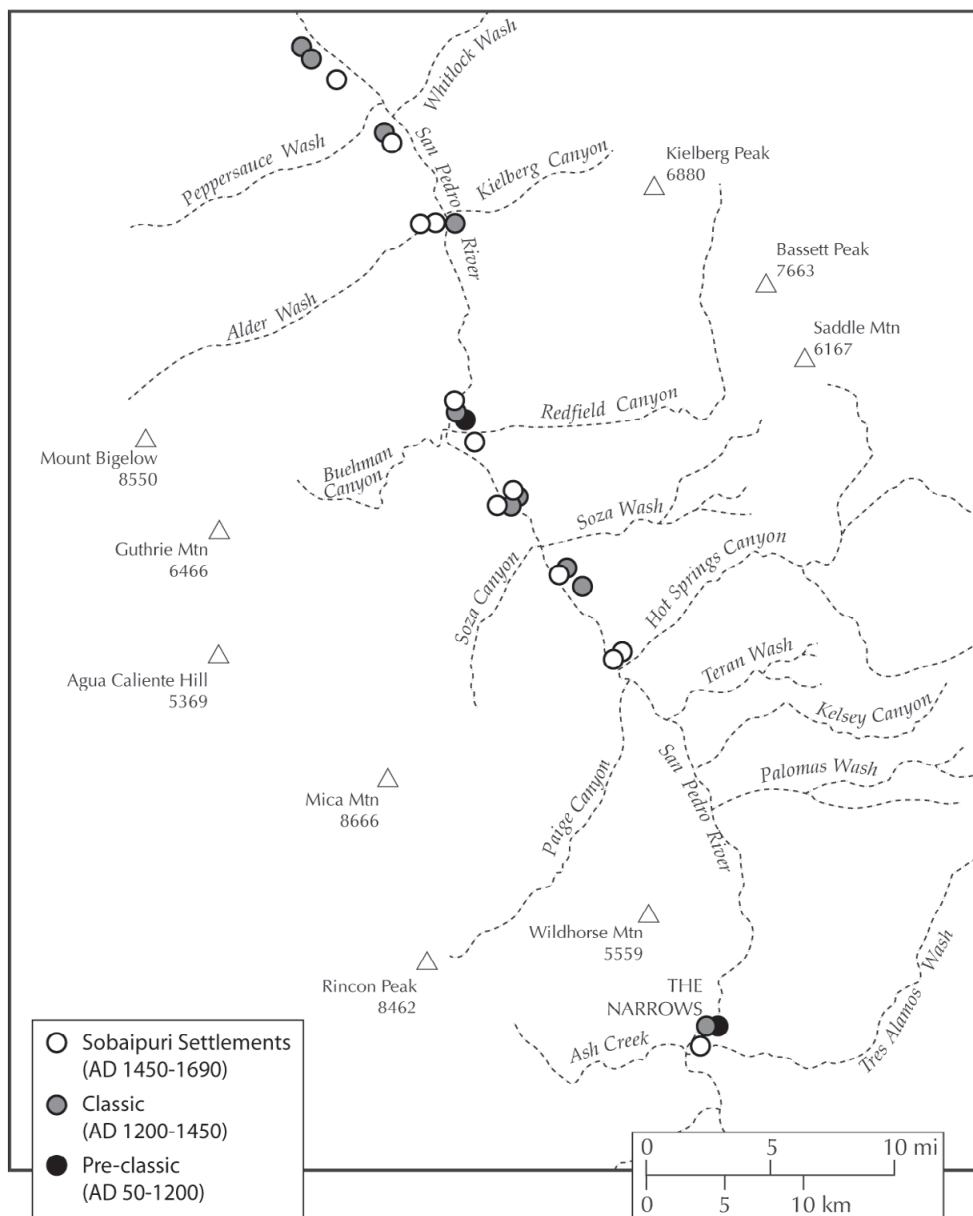 Whitlock Wash
Peppersauce Wash
San Pedro River
Kielberg Canyon
Kielberg Peak
6880
Bassett Peak
7663
Saddle Mtn
6167
Alder Wash
Redfield Canyon
Mount Bigelow
8550
Buehman
Canyon
Guthrie Mtn
6466
Soza Wash
Hot Springs Canyon
Soza Canyon
Agua Caliente Hill
5369
Teran Wash
Kelsey Canyon
Palomas Wash
San Pedro River
Mica Mtn
8666
Paige Canyon
Wildhorse Mtn
5559
Rincon Peak
8462
THE
NARROWS
Ash Creek
Tres Alamos Wash
Sobaipuri Settlements
(AD 1450-1690)
Classic
(AD 1200-1450)
Pre-classic
(AD 50-1200)
0 5 10 mi
0 5 10 km